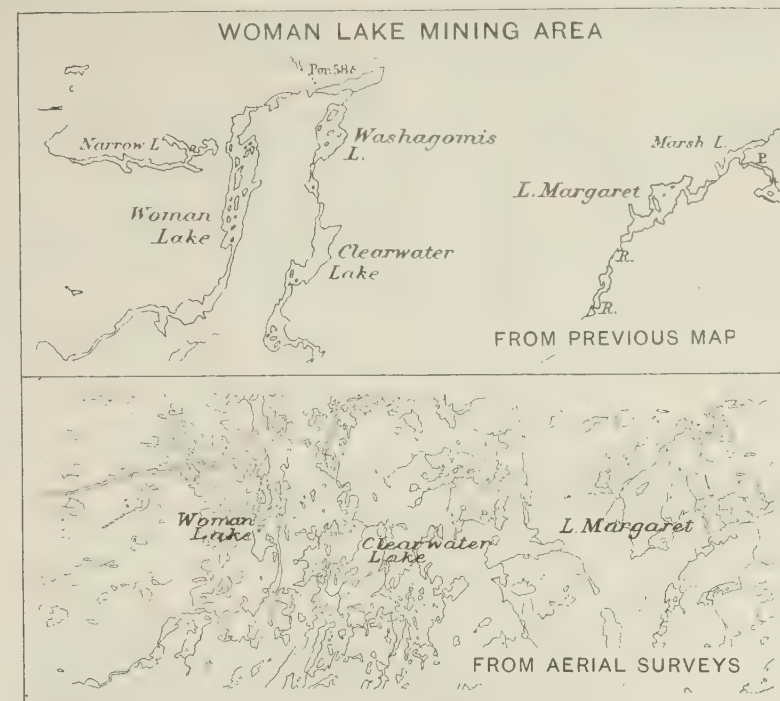 WOMAN LAKE MINING AREA
Narrow L
Washagomis
L.
Marsh L.
P.
L. Margaret
Woman
Lake
Clearwater
Lake
R.
R.
FROM PREVIOUS MAP
Woman
Lake
Clearwater
Lake
L. Margaret
FROM AERIAL SURVEYS